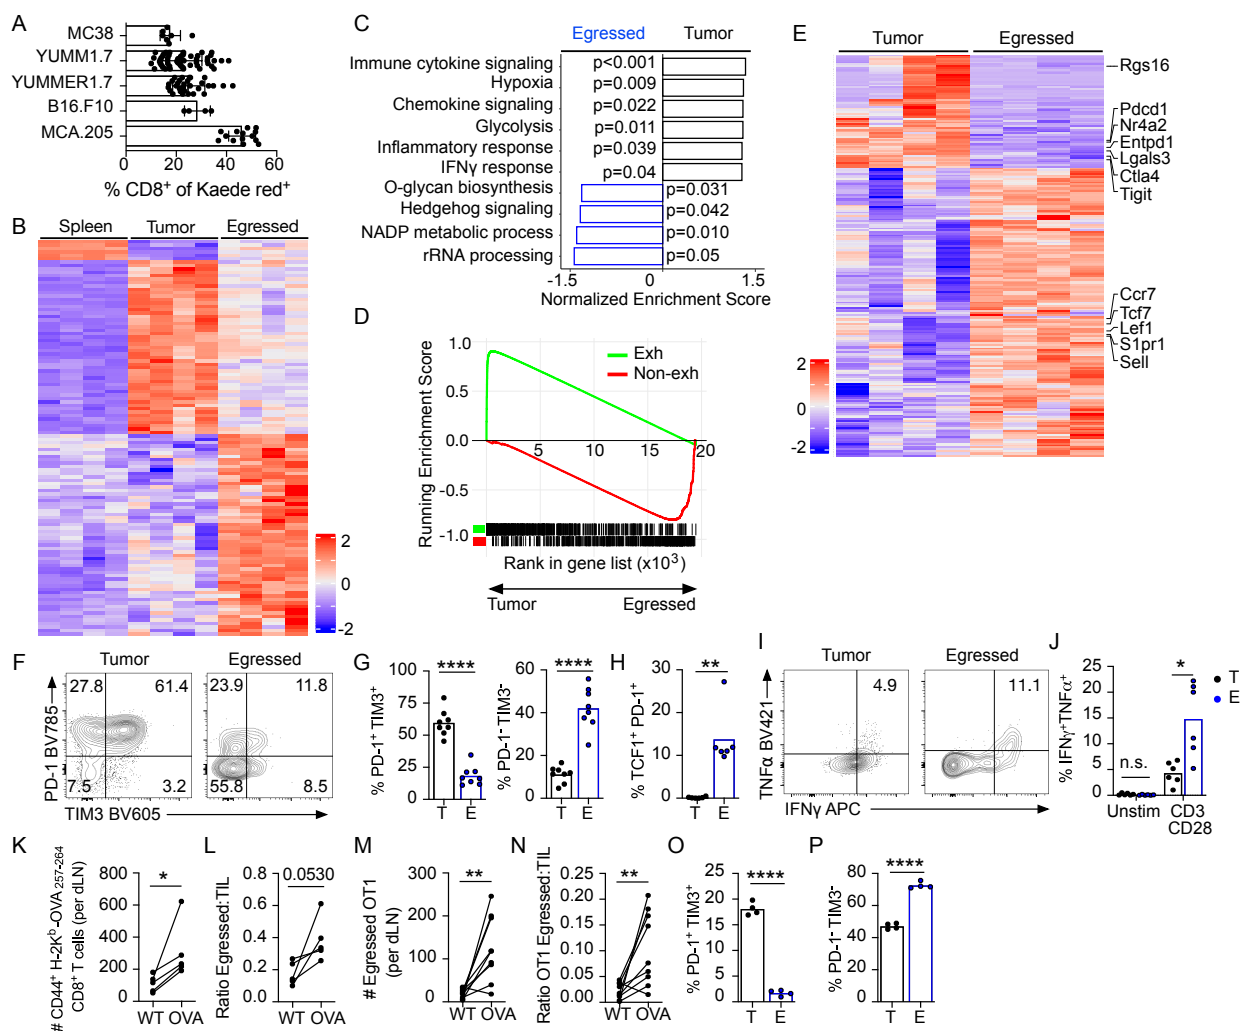 A
MC38
YUMM1.7
YUMMER1.7
B16.F10
MCA.205
0 20 40 60
% CD8⁺ of Kaede red⁺
B
Spleen Tumor Egressed
2
0
-2
C
Egressed Tumor
Immune cytokine signaling p<0.001
Hypoxia p=0.009
Chemokine signaling p=0.022
Glycolysis p=0.011
Inflammatory response p=0.039
IFNγ response p=0.04
O-glycan biosynthesis p=0.031
Hedgehog signaling p=0.042
NADP metabolic process p=0.010
rRNA processing p=0.05
-1.5 0 1.5
Normalized Enrichment Score
D
Running Enrichment Score
1.0
0.5
0.0
-0.5
-1.0
Exh
Non-exh
5 10 15 20
Rank in gene list (x10³)
Tumor Egressed
E
Tumor Egressed
Rgs16
Pdcd1
Nr4a2
Entpd1
Lgals3
Ctla4
Tigit
Ccr7
Tcf7
Lef1
S1pr1
Sell
2
0
-2
F
Tumor Egressed
27.8 61.4 23.9 11.8
7.5 3.2 55.8 8.5
PD-1 BV785
TIM3 BV605
G
% PD-1⁺ TIM3⁺
100
75
50
25
0
****
T E
% PD-1⁻ TIM3⁻
60
40
20
0
****
T E
H
% TCF1⁺ PD-1⁺
30
20
10
0
**
T E
I
Tumor Egressed
4.9 11.1
TNFα BV421
IFNγ APC
J
% IFNγ⁺TNFα⁺
25
20
15
10
5
0
n.s.
*
T
E
Unstim CD3
CD28
K
# CD44⁺ H-2Kᵇ-OVA₂₅₇₋₂₆₄
CD8⁺ T cells (per dLN)
800
600
400
200
0
*
WT OVA
L
Ratio Egressed:TIL
0.8
0.6
0.4
0.2
0.0
0.0530
WT OVA
M
# Egressed OT1
(per dLN)
300
200
100
0
**
WT OVA
N
Ratio OT1 Egressed:TIL
0.25
0.20
0.15
0.10
0.05
0.00
**
WT OVA
O
% PD-1⁺ TIM3⁺
25
20
15
10
5
0
****
T E
P
% PD-1⁻ TIM3⁻
80
60
40
20
0
****
T E